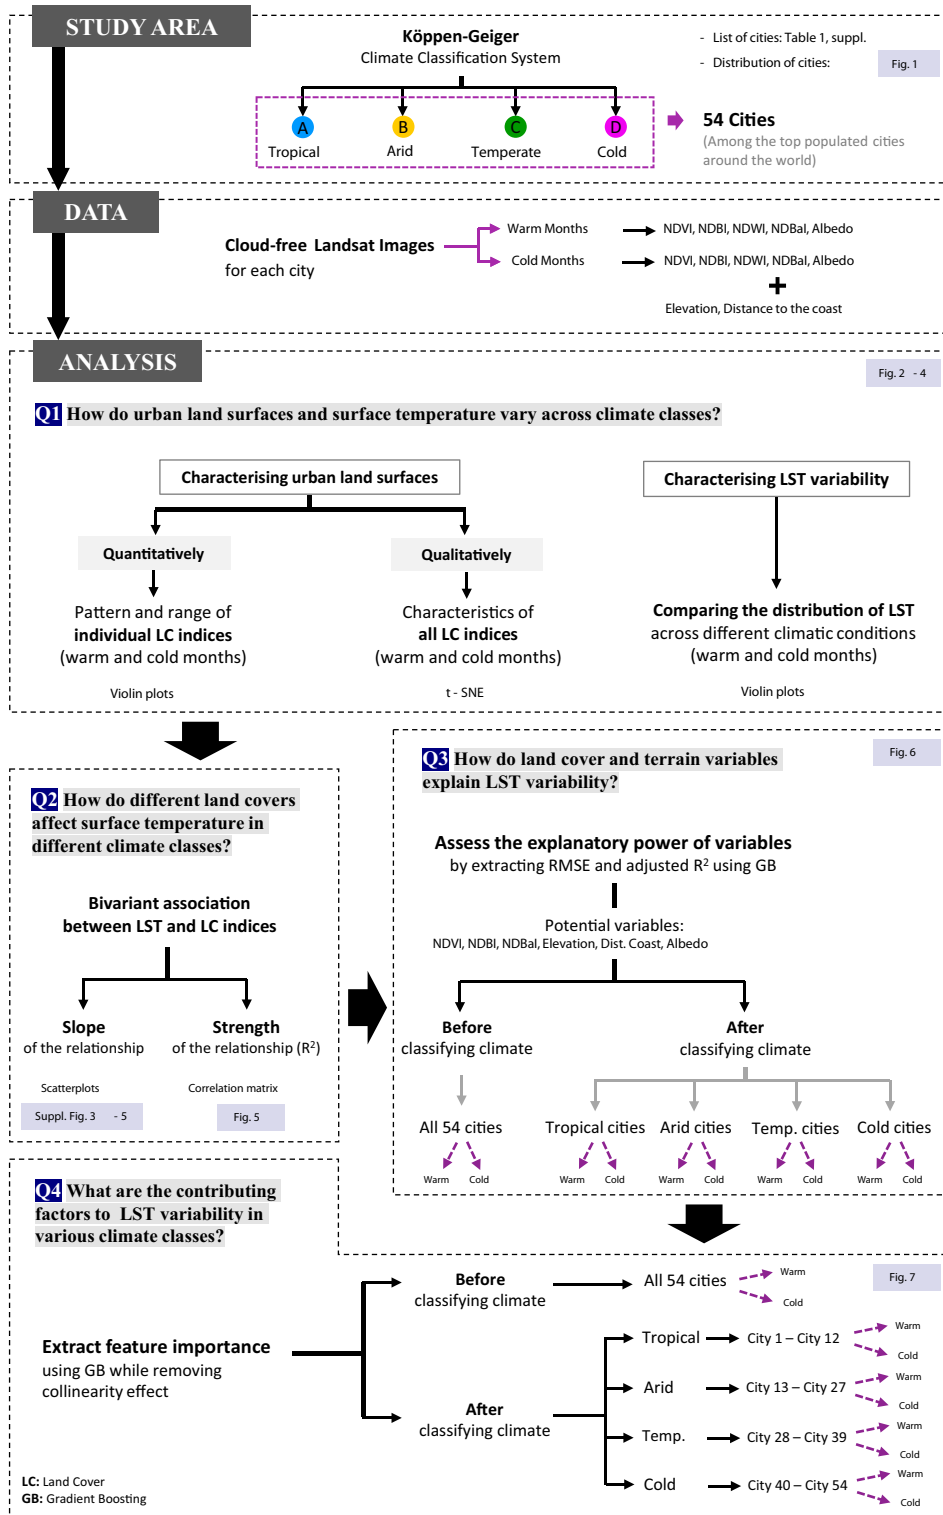 STUDY AREA
Köppen-Geiger
Climate Classification System
- List of cities: Table 1, suppl.
- Distribution of cities:
Fig. 1
A
B
C
D
Tropical
Arid
Temperate
Cold
54 Cities
(Among the top populated cities
around the world)
DATA
Cloud-free Landsat Images
for each city
Warm Months
NDVI, NDBI, NDWI, NDBaI, Albedo
Cold Months
NDVI, NDBI, NDWI, NDBaI, Albedo
+
Elevation, Distance to the coast
ANALYSIS
Fig. 2 - 4
Q1 How do urban land surfaces and surface temperature vary across climate classes?
Characterising urban land surfaces
Characterising LST variability
Quantitatively
Qualitatively
Pattern and range of
individual LC indices
(warm and cold months)
Characteristics of
all LC indices
(warm and cold months)
Comparing the distribution of LST
across different climatic conditions
(warm and cold months)
Violin plots
t - SNE
Violin plots
Q2 How do different land covers
affect surface temperature in
different climate classes?
Bivariant association
between LST and LC indices
Slope
of the relationship
Strength
of the relationship (R²)
Scatterplots
Correlation matrix
Suppl. Fig. 3 - 5
Fig. 5
Q3 How do land cover and terrain variables
explain LST variability?
Fig. 6
Assess the explanatory power of variables
by extracting RMSE and adjusted R² using GB
Potential variables:
NDVI, NDBI, NDBaI, Elevation, Dist. Coast, Albedo
Before
classifying climate
After
classifying climate
All 54 cities
Tropical cities
Arid cities
Temp. cities
Cold cities
Warm
Cold
Warm
Cold
Warm
Cold
Warm
Cold
Warm
Cold
Q4 What are the contributing
factors to LST variability in
various climate classes?
Fig. 7
Extract feature importance
using GB while removing
collinearity effect
Before
classifying climate
All 54 cities
Warm
Cold
After
classifying climate
Tropical
City 1 – City 12
Warm
Cold
Arid
City 13 – City 27
Warm
Cold
Temp.
City 28 – City 39
Warm
Cold
Cold
City 40 – City 54
Warm
Cold
LC: Land Cover
GB: Gradient Boosting